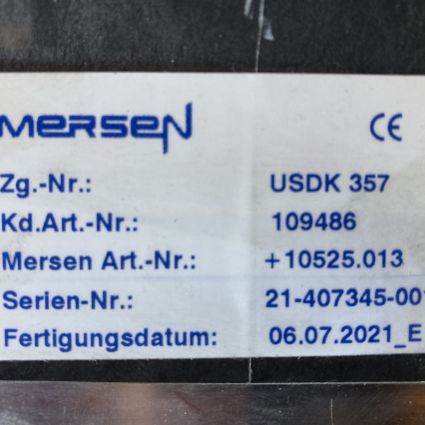 mersen CE
Zg.-Nr.: USDK 357
Kd.Art.-Nr.: 109486
Mersen Art.-Nr.: +10525.013
Serien-Nr.: 21-407345-001
Fertigungsdatum: 06.07.2021_E